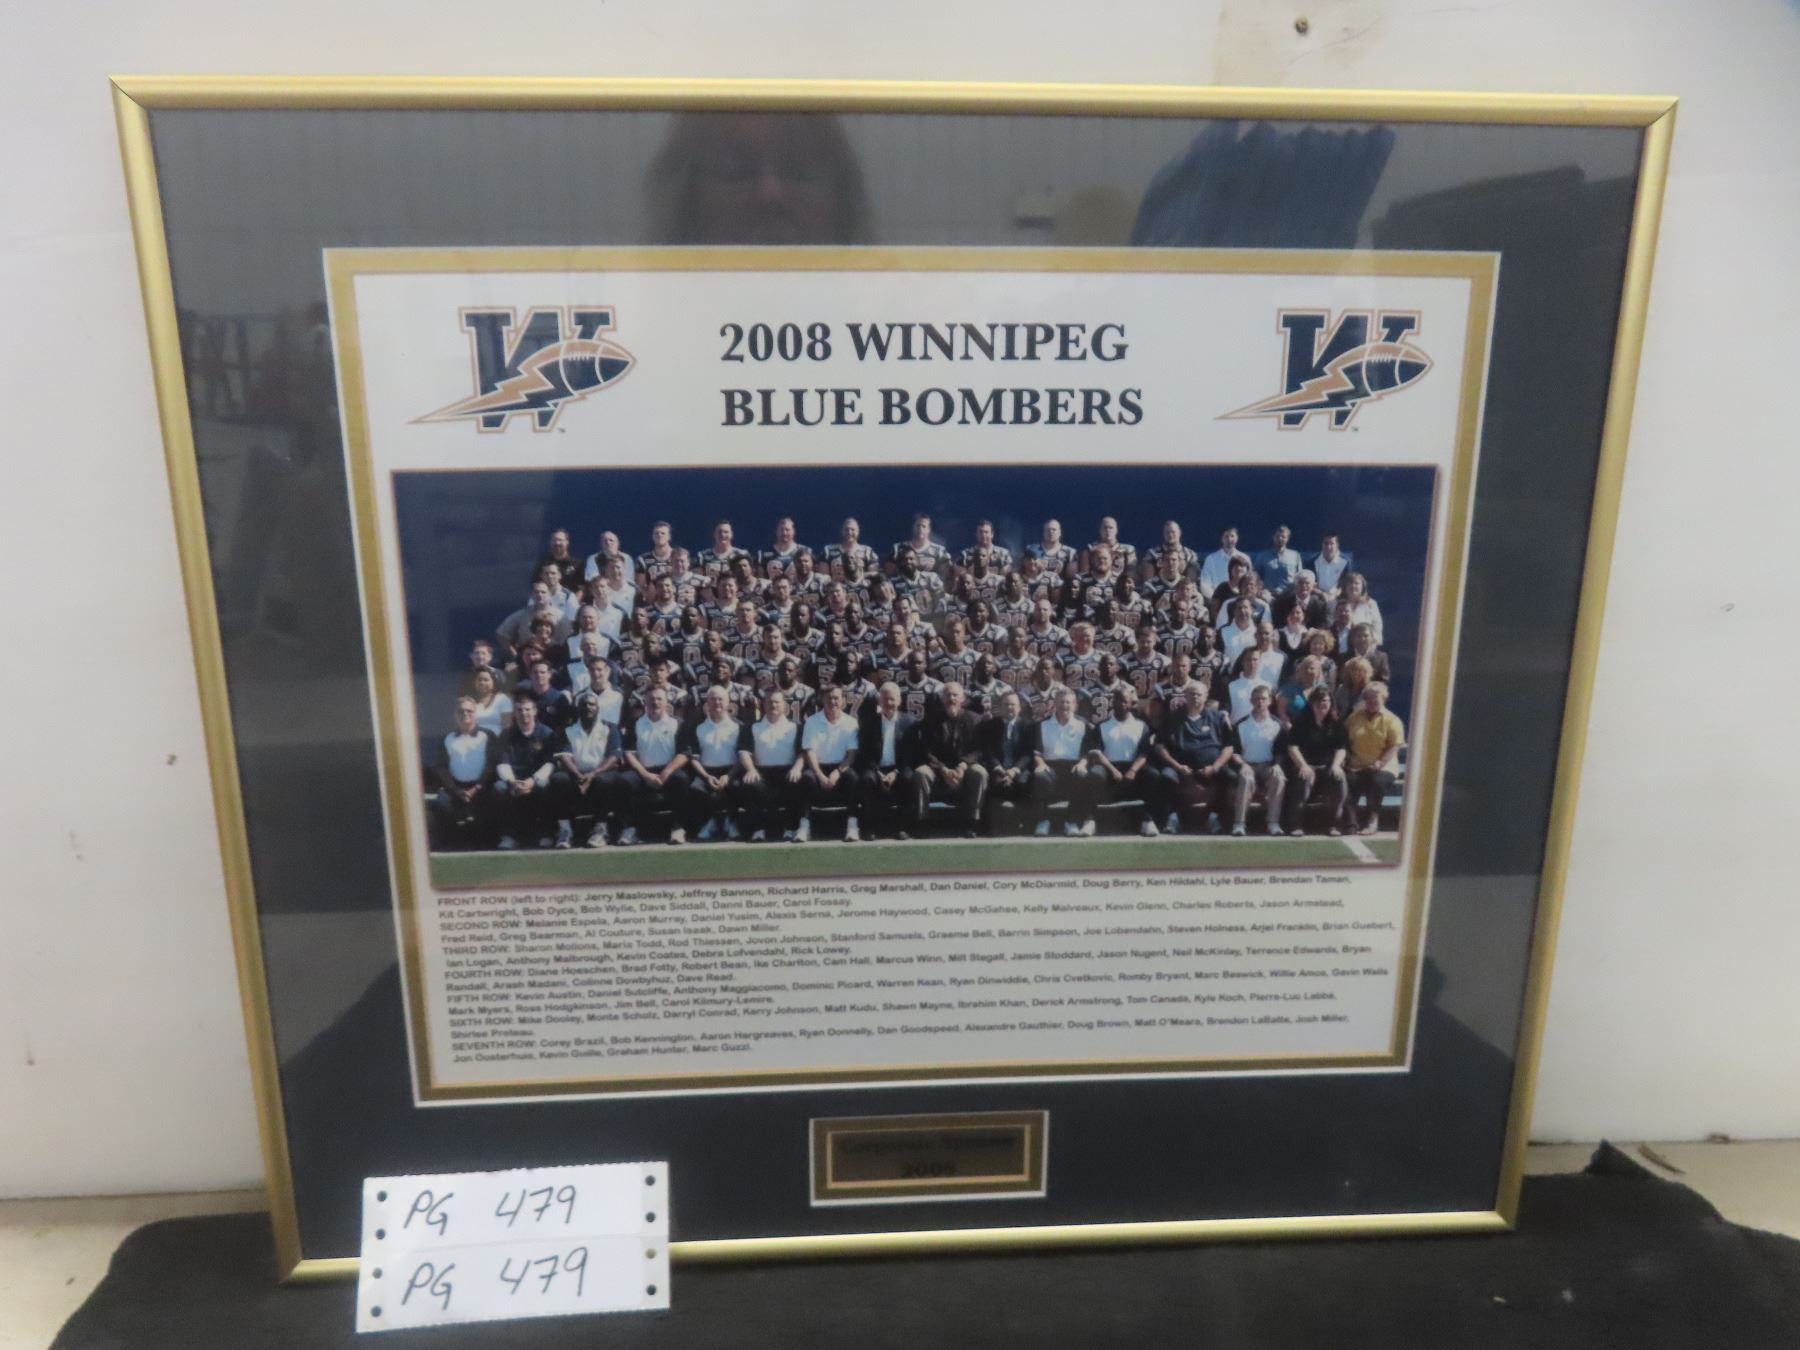 2008 WINNIPEG
BLUE BOMBERS
FRONT ROW (left to right): Jerry Maslowsky, Jeffrey Bannon, Richard Harris, Greg Marshall, Dan Daniel, Cory McDiarmid, Doug Berry, Ken Hildahl, Lyle Bauer, Brendan Taman,
Kit Cartwright, Bob Dyce, Bob Wylie, Dave Siddall, Danni Bauer, Carol Fossay.
SECOND ROW: Melanie Espela, Aaron Murray, Daniel Yusim, Alexis Serna, Jerome Haywood, Casey McGahee, Kelly Malveaux, Kevin Glenn, Charles Roberts, Jason Armstead,
Fred Reid, Greg Bearman, Al Couture, Susan Isaak, Dawn Miller.
THIRD ROW: Sharon Motions, Maria Todd, Rod Thiessen, Jovon Johnson, Stanford Samuels, Graeme Bell, Barrin Simpson, Joe Lobendahn, Steven Holness, Arjei Franklin, Brian Guebert,
Ian Logan, Anthony Malbrough, Kevin Coates, Debra Lofvendahl, Rick Lowey.
FOURTH ROW: Diane Hoeschen, Brad Fotty, Robert Bean, Ike Charlton, Cam Hall, Marcus Winn, Milt Stegall, Jamie Stoddard, Jason Nugent, Neil McKinlay, Terrence Edwards, Bryan
Randall, Arash Madani, Colinne Dowbyhuz, Dave Read.
FIFTH ROW: Kevin Austin, Daniel Sutcliffe, Anthony Maggiacomo, Dominic Picard, Warren Kean, Ryan Dinwiddie, Chris Cvetkovic, Romby Bryant, Marc Beswick, Willie Amos, Gavin Walls
Mark Myers, Ross Hodgkinson, Jim Bell, Carol Kilmury-Lemire.
SIXTH ROW: Mike Dooley, Monte Scholz, Darryl Conrad, Kerry Johnson, Matt Kudu, Shawn Mayne, Ibrahim Khan, Derick Armstrong, Tom Canada, Kyle Koch, Pierre-Luc Labbé,
Shirlee Preteau.
SEVENTH ROW: Corey Brazil, Bob Kennington, Aaron Hargreaves, Ryan Donnelly, Dan Goodspeed, Alexandre Gauthier, Doug Brown, Matt O'Meara, Brendon LaBatte, Josh Miller,
Jon Oosterhuis, Kevin Guille, Graham Hunter, Marc Guzzi.
Corporate Sponsor
2008
PG 479
PG 479